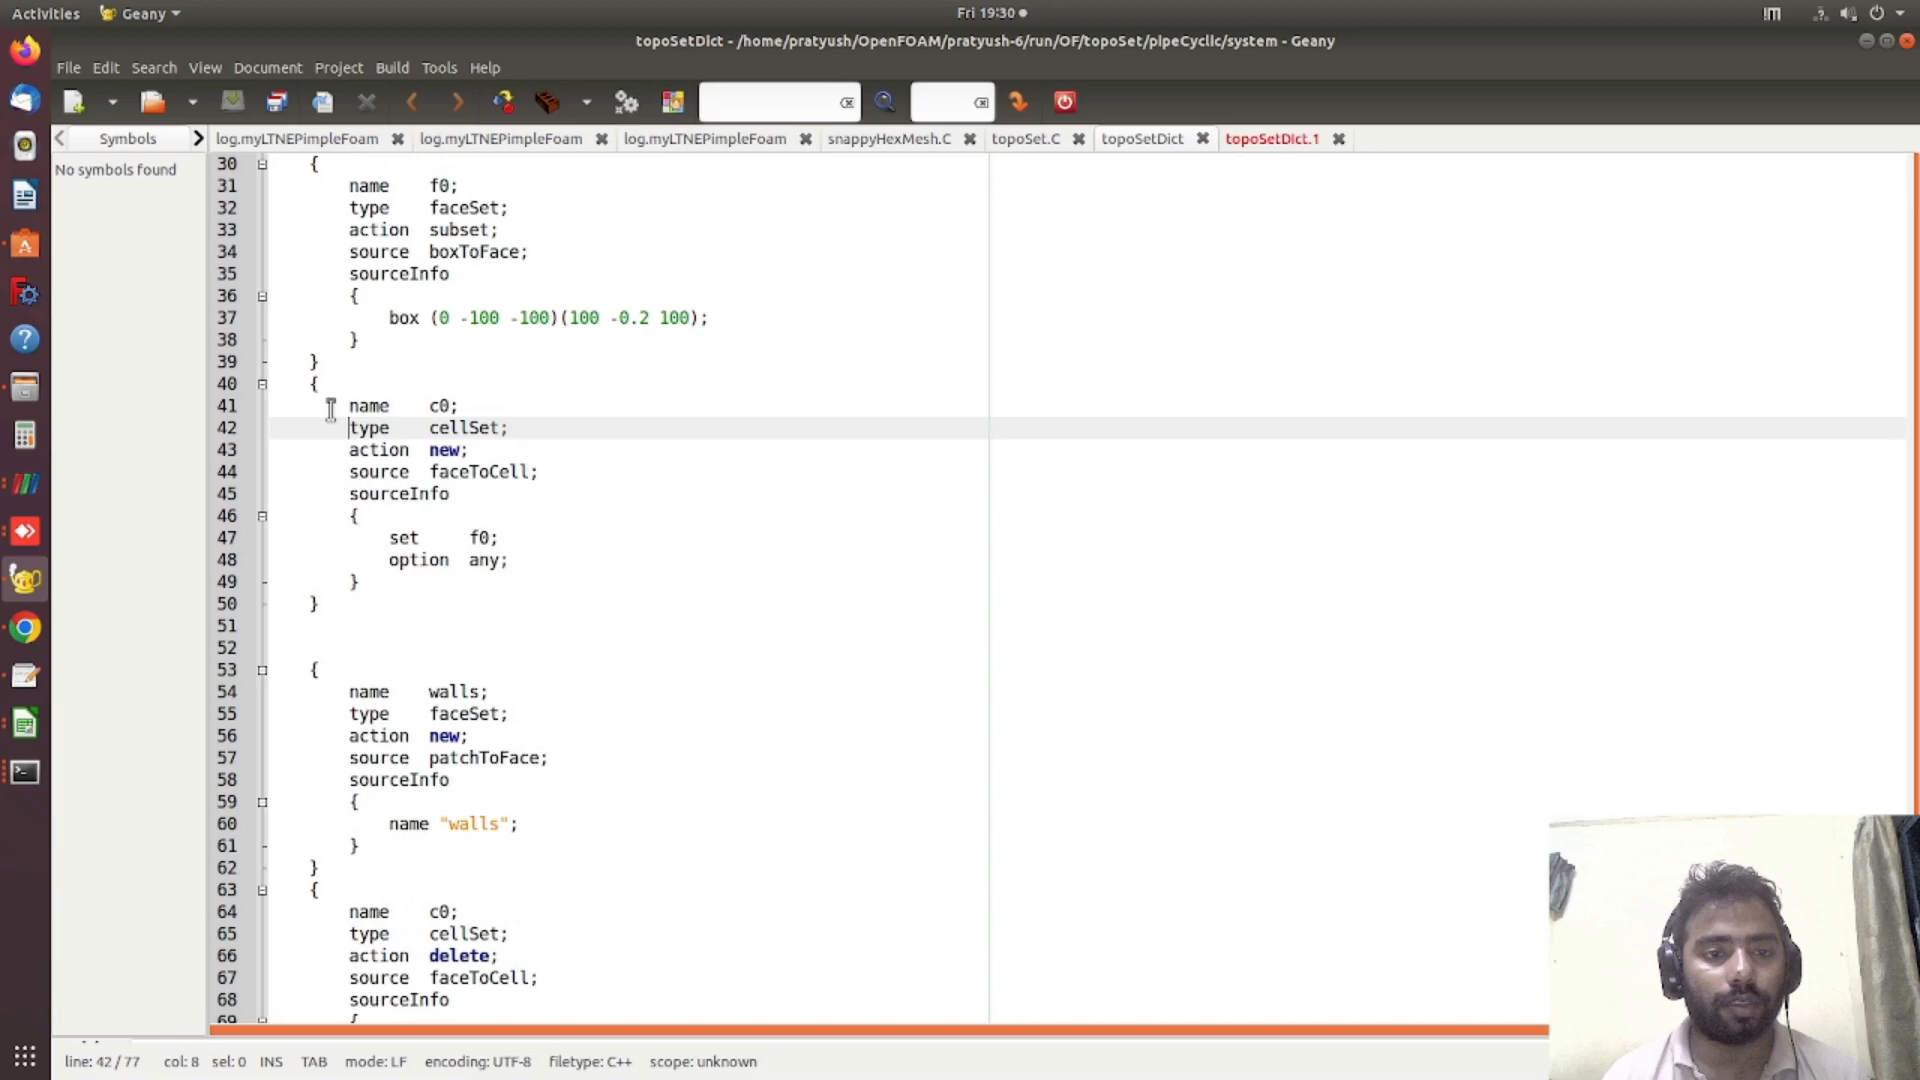 Activities Geany Fri 19:30
topoSetDict - /home/pratyush/OpenFOAM/pratyush-6/run/OF/topoSet/pipeCyclic/system - Geany
File Edit Search View Document Project Build Tools Help
Symbols log.myLTNEPimpleFoam log.myLTNEPimpleFoam log.myLTNEPimpleFoam snappyHexMesh.C topoSet.C topoSetDict topoSetDict.1
No symbols found
30 {
31 name f0;
32 type faceSet;
33 action subset;
34 source boxToFace;
35 sourceInfo
36 {
37 box (0 -100 -100)(100 -0.2 100);
38 }
39 }
40 {
41 name c0;
42 type cellSet;
43 action new;
44 source faceToCell;
45 sourceInfo
46 {
47 set f0;
48 option any;
49 }
50 }
51
52
53 {
54 name walls;
55 type faceSet;
56 action new;
57 source patchToFace;
58 sourceInfo
59 {
60 name "walls";
61 }
62 }
63 {
64 name c0;
65 type cellSet;
66 action delete;
67 source faceToCell;
68 sourceInfo
69 {
line: 42 / 77 col: 8 sel: 0 INS TAB mode: LF encoding: UTF-8 filetype: C++ scope: unknown